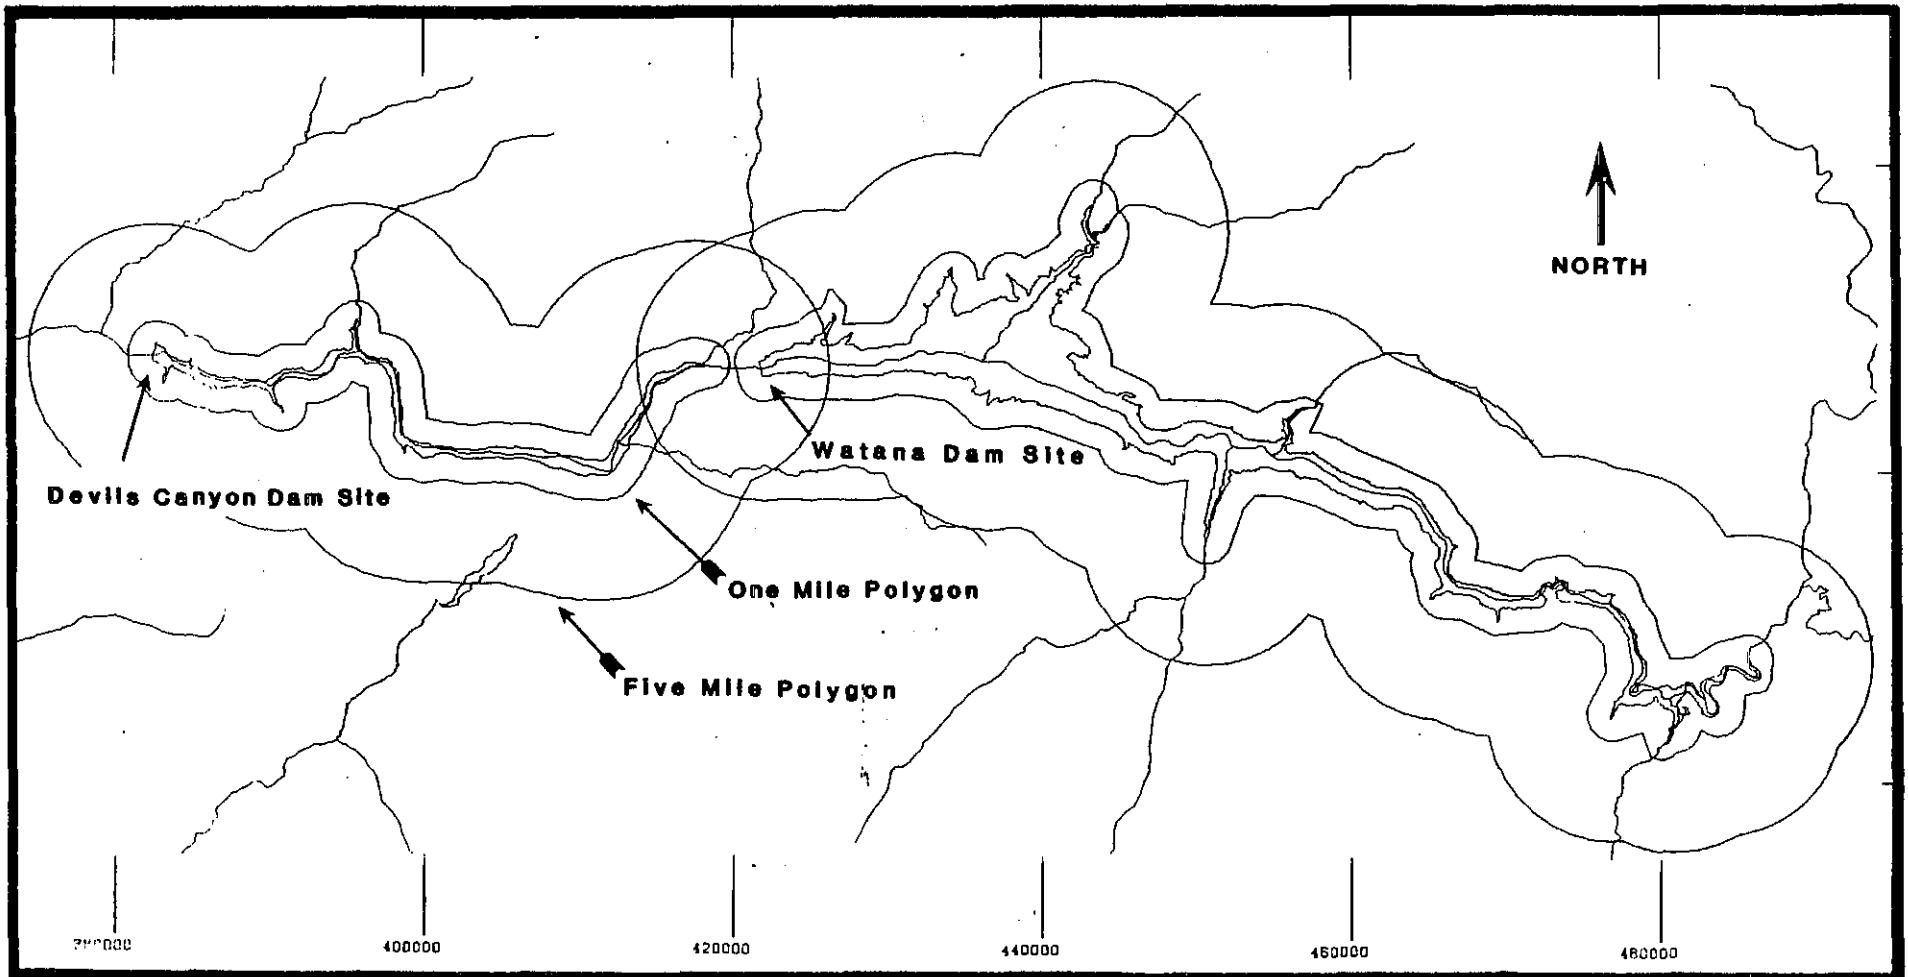 NORTH
Watana Dam Site
Devils Canyon Dam Site
One Mile Polygon
Five Mile Polygon
400000
420000
440000
460000
480000